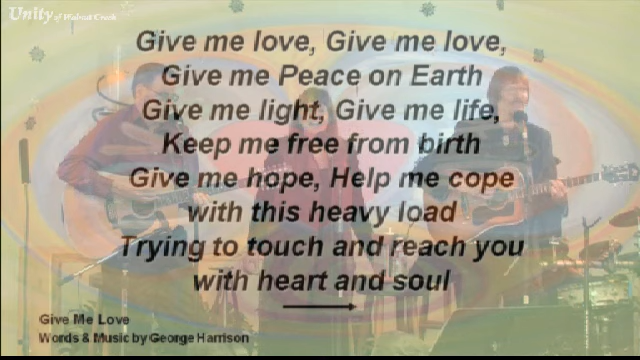 Unity of Walnut Creek
Give me love, Give me love,
Give me Peace on Earth
Give me light, Give me life,
Keep me free from birth
Give me hope, Help me cope
with this heavy load
Trying to touch and reach you
with heart and soul
Give Me Love
Words & Music by George Harrison